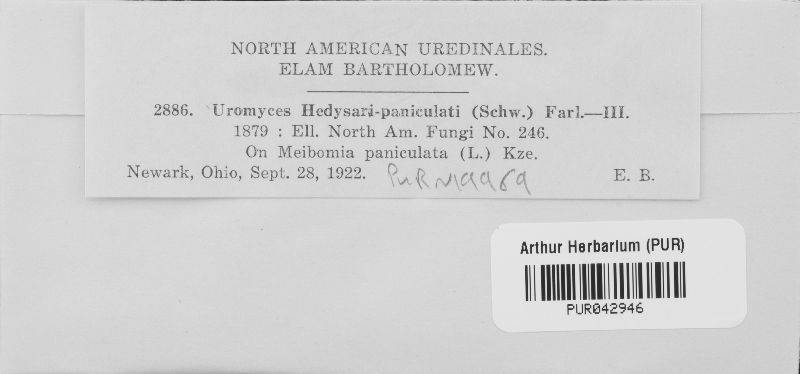 NORTH AMERICAN UREDINALES.
ELAM BARTHOLOMEW.
2886. Uromyces Hedysari-paniculati (Schw.) Farl.—III.
1879 : Ell. North Am. Fungi No. 246.
On Meibomia paniculata (L.) Kze.
Newark, Ohio, Sept. 28, 1922. E. B.
Arthur Herbarium (PUR)
PUR042946